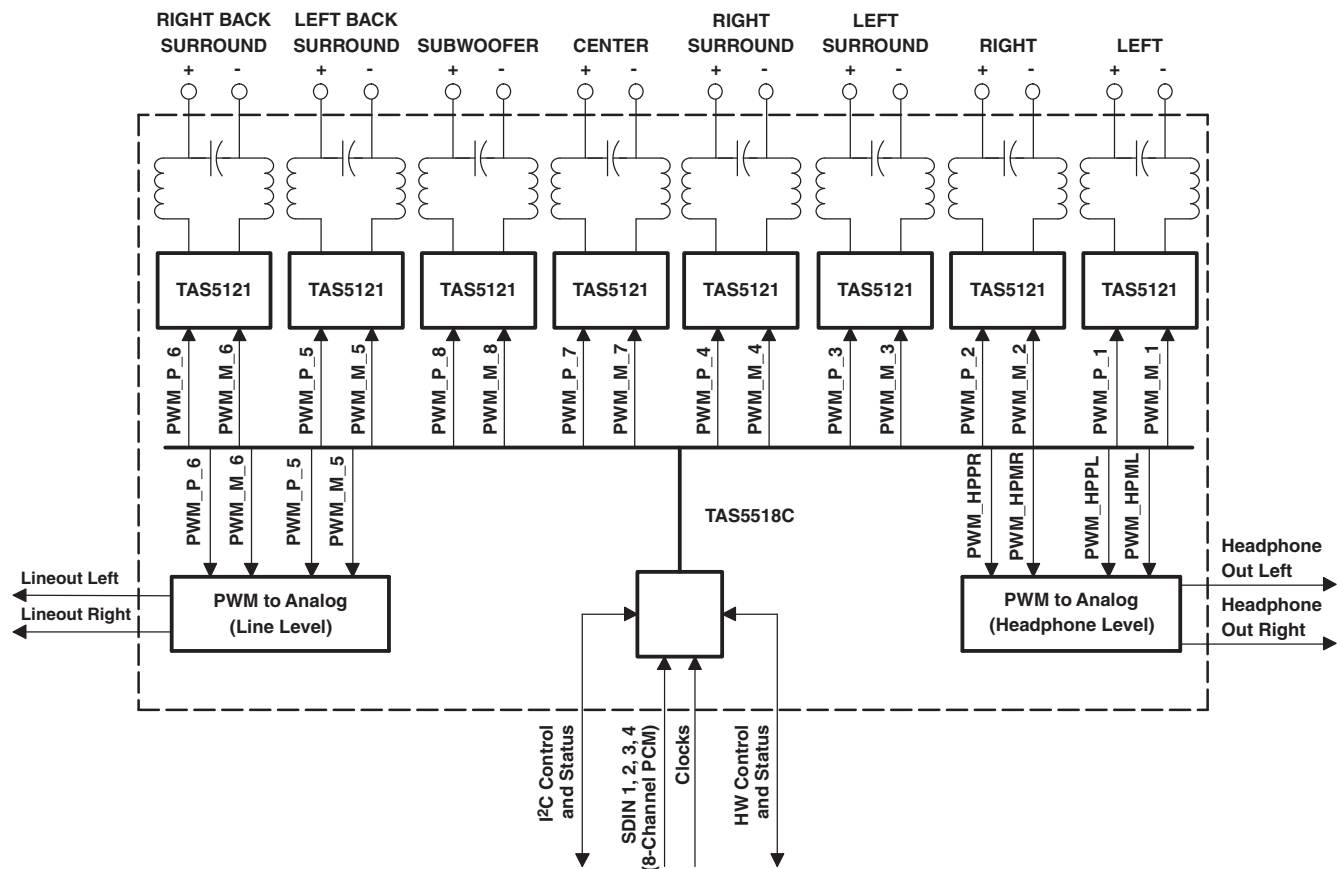 RIGHT BACK
SURROUND
LEFT BACK
SURROUND
SUBWOOFER
CENTER
RIGHT
SURROUND
LEFT
SURROUND
RIGHT
LEFT
+ - + - + - + - + - + - + - + -
TAS5121 TAS5121 TAS5121 TAS5121 TAS5121 TAS5121 TAS5121 TAS5121
PWM_P_6
PWM_M_6
PWM_P_5
PWM_M_5
PWM_P_8
PWM_M_8
PWM_P_7
PWM_M_7
PWM_P_4
PWM_M_4
PWM_P_3
PWM_M_3
PWM_P_2
PWM_M_2
PWM_P_1
PWM_M_1
PWM_P_6
PWM_M_6
PWM_P_5
PWM_M_5
TAS5518C
PWM_HPPR
PWM_HPMR
PWM_HPPL
PWM_HPML
Lineout Left
Lineout Right
PWM to Analog
(Line Level)
PWM to Analog
(Headphone Level)
Headphone
Out Left
Headphone
Out Right
I²C Control
and Status
SDIN 1, 2, 3, 4
(8-Channel PCM)
Clocks
HW Control
and Status